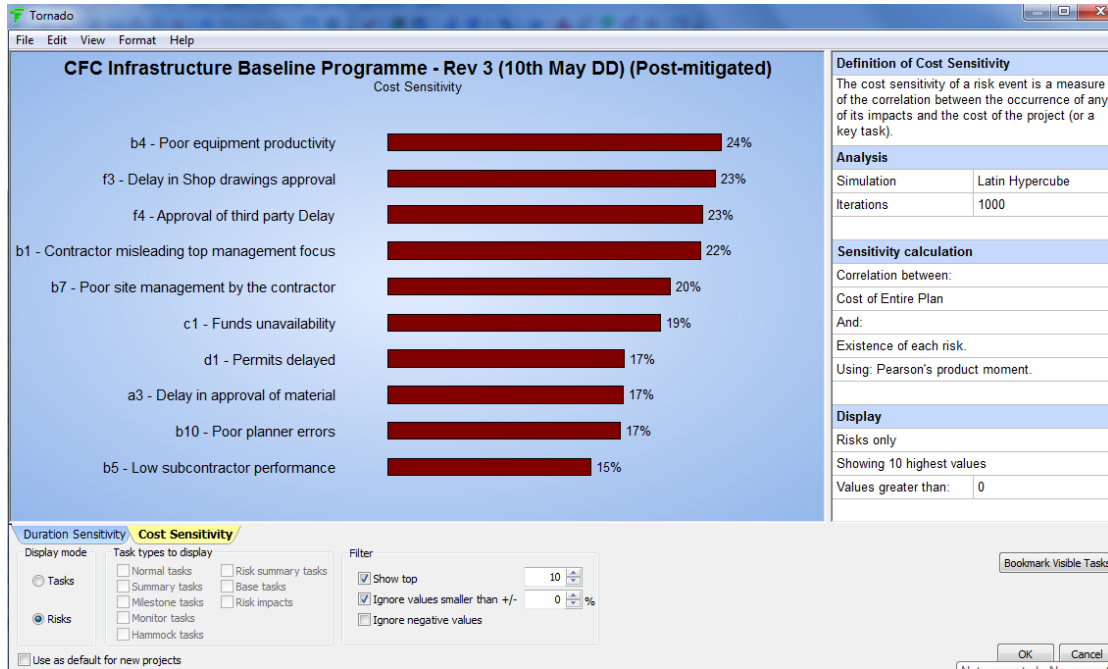 Tornado
File Edit View Format Help
CFC Infrastructure Baseline Programme - Rev 3 (10th May DD) (Post-mitigated)
Cost Sensitivity
b4 - Poor equipment productivity 24%
f3 - Delay in Shop drawings approval 23%
f4 - Approval of third party Delay 23%
b1 - Contractor misleading top management focus 22%
b7 - Poor site management by the contractor 20%
c1 - Funds unavailability 19%
d1 - Permits delayed 17%
a3 - Delay in approval of material 17%
b10 - Poor planner errors 17%
b5 - Low subcontractor performance 15%
Definition of Cost Sensitivity
The cost sensitivity of a risk event is a measure
of the correlation between the occurrence of any
of its impacts and the cost of the project (or a
key task).
Analysis
Simulation Latin Hypercube
Iterations 1000
Sensitivity calculation
Correlation between:
Cost of Entire Plan
And:
Existence of each risk.
Using: Pearson's product moment.
Display
Risks only
Showing 10 highest values
Values greater than: 0
Duration Sensitivity Cost Sensitivity
Display mode
Tasks
Risks
Task types to display
Normal tasks Risk summary tasks
Summary tasks Base tasks
Milestone tasks Risk impacts
Monitor tasks
Hammock tasks
Filter
Show top 10
Ignore values smaller than +/- 0 %
Ignore negative values
Bookmark Visible Tasks
Use as default for new projects
OK Cancel